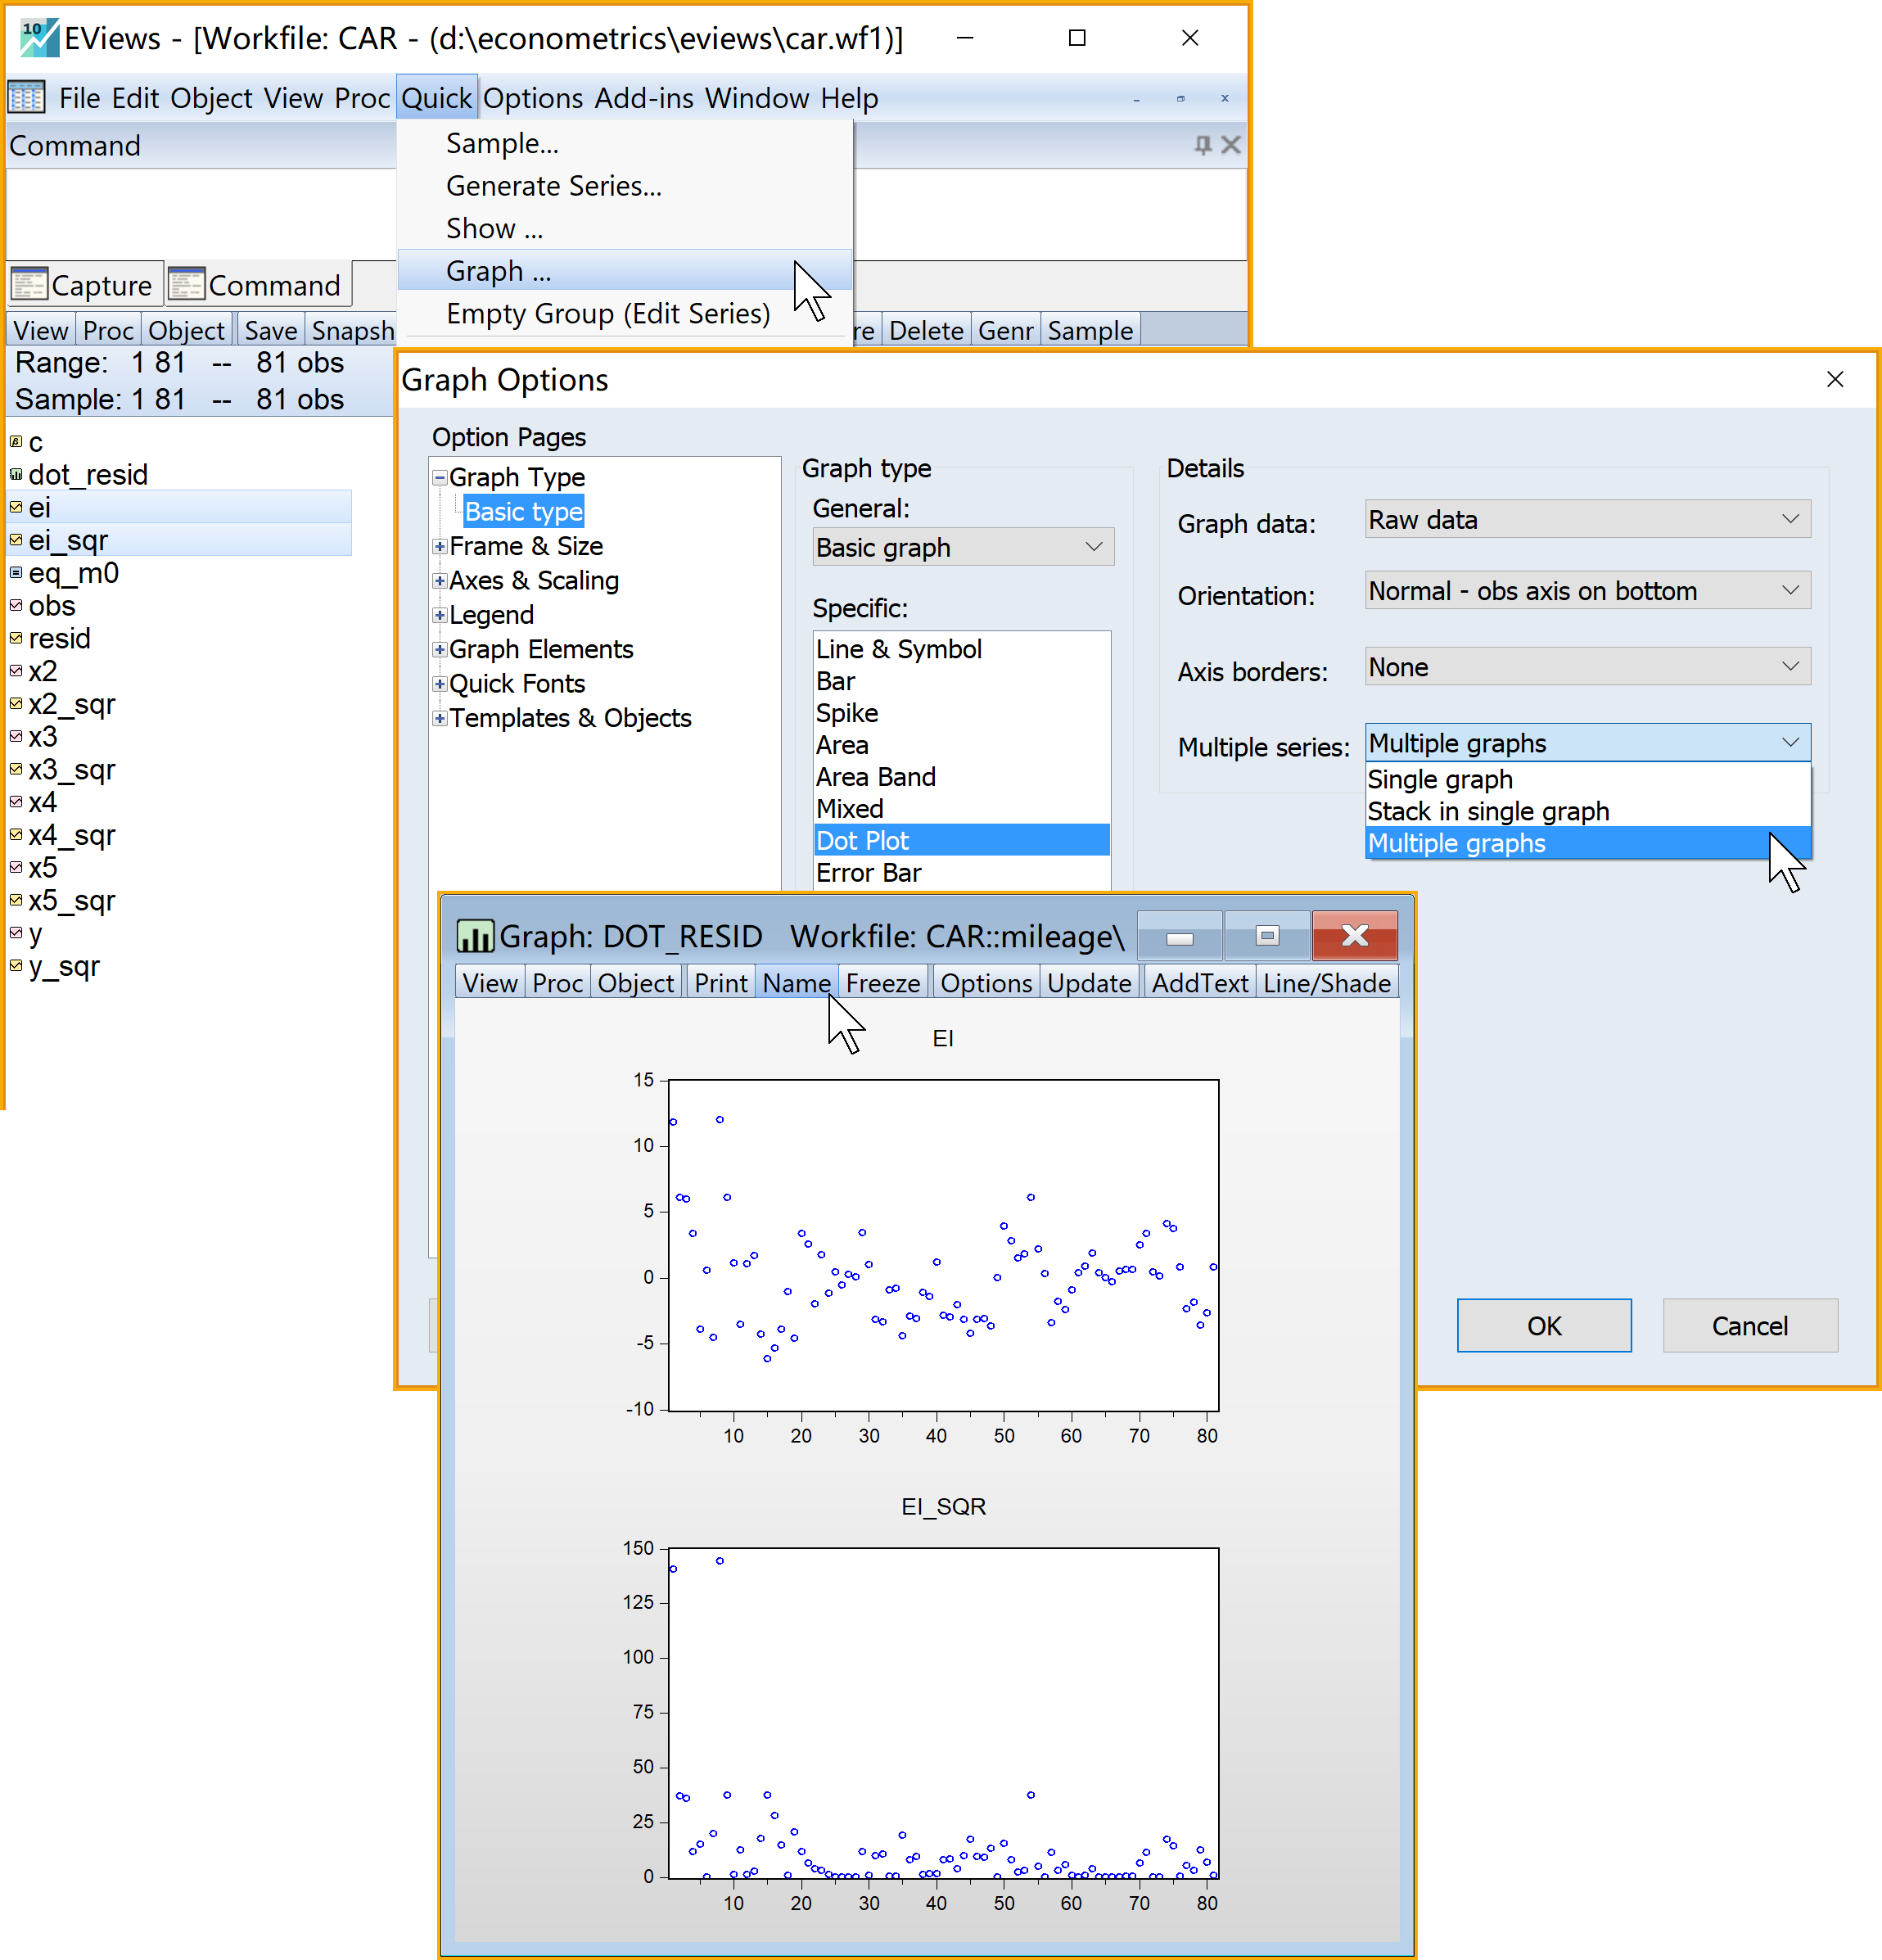 10 EViews - [Workfile: CAR - (d:\econometrics\eviews\car.wf1)]
File Edit Object View Proc Quick Options Add-ins Window Help
Command
Sample...
Generate Series...
Show ...
Graph ...
Empty Group (Edit Series)
Capture Command
View Proc Object Save Snapsh re Delete Genr Sample
Range: 1 81 -- 81 obs
Sample: 1 81 -- 81 obs
c
dot_resid
ei
ei_sqr
eq_m0
obs
resid
x2
x2_sqr
x3
x3_sqr
x4
x4_sqr
x5
x5_sqr
y
y_sqr
Graph Options
Option Pages
Graph Type
Basic type
Frame & Size
Axes & Scaling
Legend
Graph Elements
Quick Fonts
Templates & Objects
Graph type
General:
Basic graph
Specific:
Line & Symbol
Bar
Spike
Area
Area Band
Mixed
Dot Plot
Error Bar
Details
Graph data: Raw data
Orientation: Normal - obs axis on bottom
Axis borders: None
Multiple series: Multiple graphs
Single graph
Stack in single graph
Multiple graphs
OK Cancel
Graph: DOT_RESID Workfile: CAR::mileage\
View Proc Object Print Name Freeze Options Update AddText Line/Shade
EI
15
10
5
0
-5
-10
10 20 30 40 50 60 70 80
EI_SQR
150
125
100
75
50
25
0
10 20 30 40 50 60 70 80